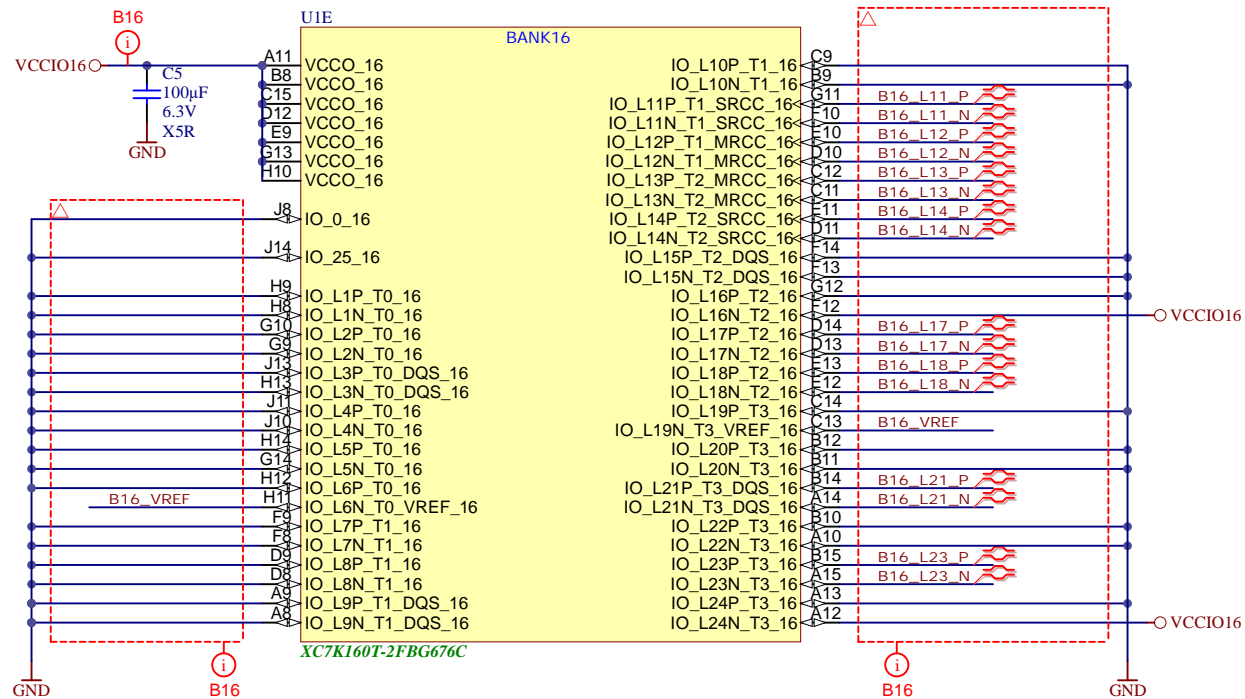 B16
i
VCCIO16
C5
100µF
6.3V
X5R
GND
U1E
BANK16
A11 VCCO_16
B8 VCCO_16
C15 VCCO_16
D12 VCCO_16
E9 VCCO_16
G13 VCCO_16
H10 VCCO_16
J8 IO_0_16
J14 IO_25_16
H9 IO_L1P_T0_16
H8 IO_L1N_T0_16
G10 IO_L2P_T0_16
G9 IO_L2N_T0_16
J13 IO_L3P_T0_DQS_16
H13 IO_L3N_T0_DQS_16
J11 IO_L4P_T0_16
J10 IO_L4N_T0_16
H14 IO_L5P_T0_16
G14 IO_L5N_T0_16
H12 IO_L6P_T0_16
B16_VREF H11 IO_L6N_T0_VREF_16
F9 IO_L7P_T1_16
F8 IO_L7N_T1_16
D9 IO_L8P_T1_16
D8 IO_L8N_T1_16
A9 IO_L9P_T1_DQS_16
A8 IO_L9N_T1_DQS_16
IO_L10P_T1_16 C9
IO_L10N_T1_16 B9
IO_L11P_T1_SRCC_16 G11 B16_L11_P
IO_L11N_T1_SRCC_16 F10 B16_L11_N
IO_L12P_T1_MRCC_16 E10 B16_L12_P
IO_L12N_T1_MRCC_16 D10 B16_L12_N
IO_L13P_T2_MRCC_16 C12 B16_L13_P
IO_L13N_T2_MRCC_16 C11 B16_L13_N
IO_L14P_T2_SRCC_16 E11 B16_L14_P
IO_L14N_T2_SRCC_16 D11 B16_L14_N
IO_L15P_T2_DQS_16 F14
IO_L15N_T2_DQS_16 F13
IO_L16P_T2_16 G12
IO_L16N_T2_16 F12 VCCIO16
IO_L17P_T2_16 D14 B16_L17_P
IO_L17N_T2_16 D13 B16_L17_N
IO_L18P_T2_16 E13 B16_L18_P
IO_L18N_T2_16 E12 B16_L18_N
IO_L19P_T3_16 C14
IO_L19N_T3_VREF_16 C13 B16_VREF
IO_L20P_T3_16 B12
IO_L20N_T3_16 B11
IO_L21P_T3_DQS_16 B14 B16_L21_P
IO_L21N_T3_DQS_16 A14 B16_L21_N
IO_L22P_T3_16 B10
IO_L22N_T3_16 A10
IO_L23P_T3_16 B15 B16_L23_P
IO_L23N_T3_16 A15 B16_L23_N
IO_L24P_T3_16 A13
IO_L24N_T3_16 A12 VCCIO16
XC7K160T-2FBG676C
GND
i
B16
i
B16
GND